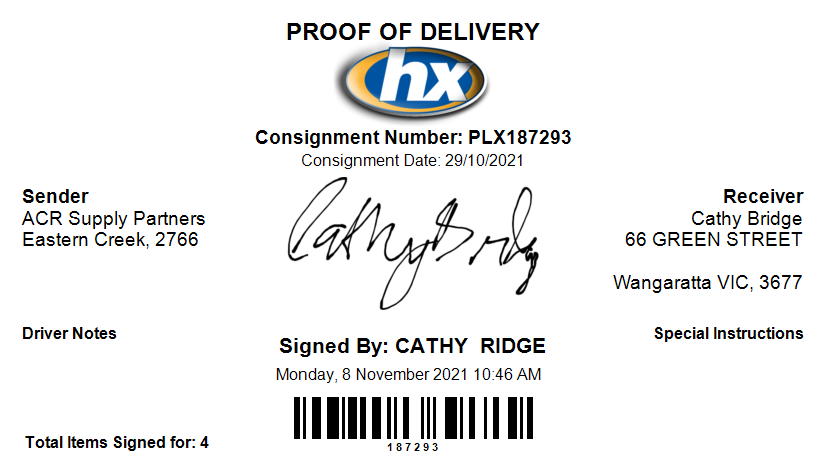 PROOF OF DELIVERY
hx
Consignment Number: PLX187293
Consignment Date: 29/10/2021
Sender
ACR Supply Partners
Eastern Creek, 2766
Cathy Bridg
Receiver
Cathy Bridge
66 GREEN STREET
Wangaratta VIC, 3677
Driver Notes
Special Instructions
Signed By: CATHY  RIDGE
Monday, 8 November 2021 10:46 AM
187293
Total Items Signed for: 4